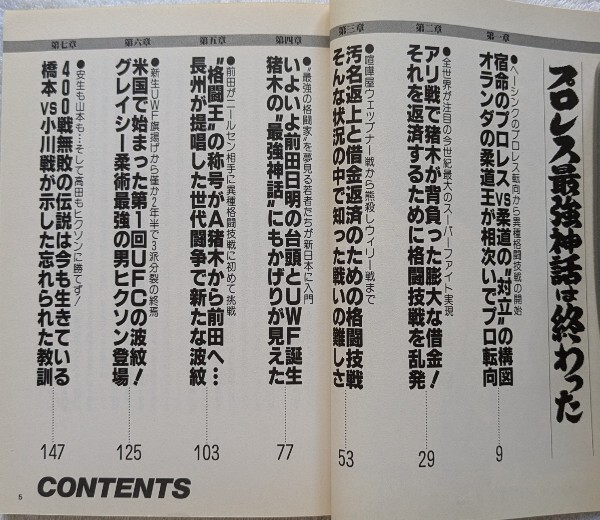 プロレス最強神話は終わった
第一章
●ヘーシンクのプロレス転向から異種格闘技戦の開始
宿命のプロレスvs柔道の“対立”の構図
オランダの柔道王が相次いでプロ転向
9
第二章
●全世界が注目の今世紀最大のスーパーファイト実現
アリ戦で猪木が背負った膨大な借金!
それを返済するために格闘技戦を乱発
29
第三章
●喧嘩屋ウェップナー戦から熊殺しウィリー戦まで
汚名返上と借金返済のための格闘技戦
そんな状況の中で知った戦いの難しさ
53
第四章
●“最強の格闘家”を夢見る若者たちが新日本に入門
いよいよ前田日明の台頭とUWF誕生
猪木の“最強神話”にもかげりが見えた
77
第五章
●前田がニールセン相手に異種格闘技戦に初めて挑戦
“格闘王”の称号がA猪木から前田へ…
長州が提唱した世代闘争で新たな波紋
103
第六章
●新生UWF旗揚げから僅か2年半で3派分裂の終焉
米国で始まった第1回UFCの波紋!
グレイシー柔術最強の男ヒクソン登場
125
第七章
●安生も山本も…そして高田もヒクソンに勝てず!
400戦無敗の伝説は今も生きている
橋本vs小川戦が示した忘れられた教訓
147
5
CONTENTS